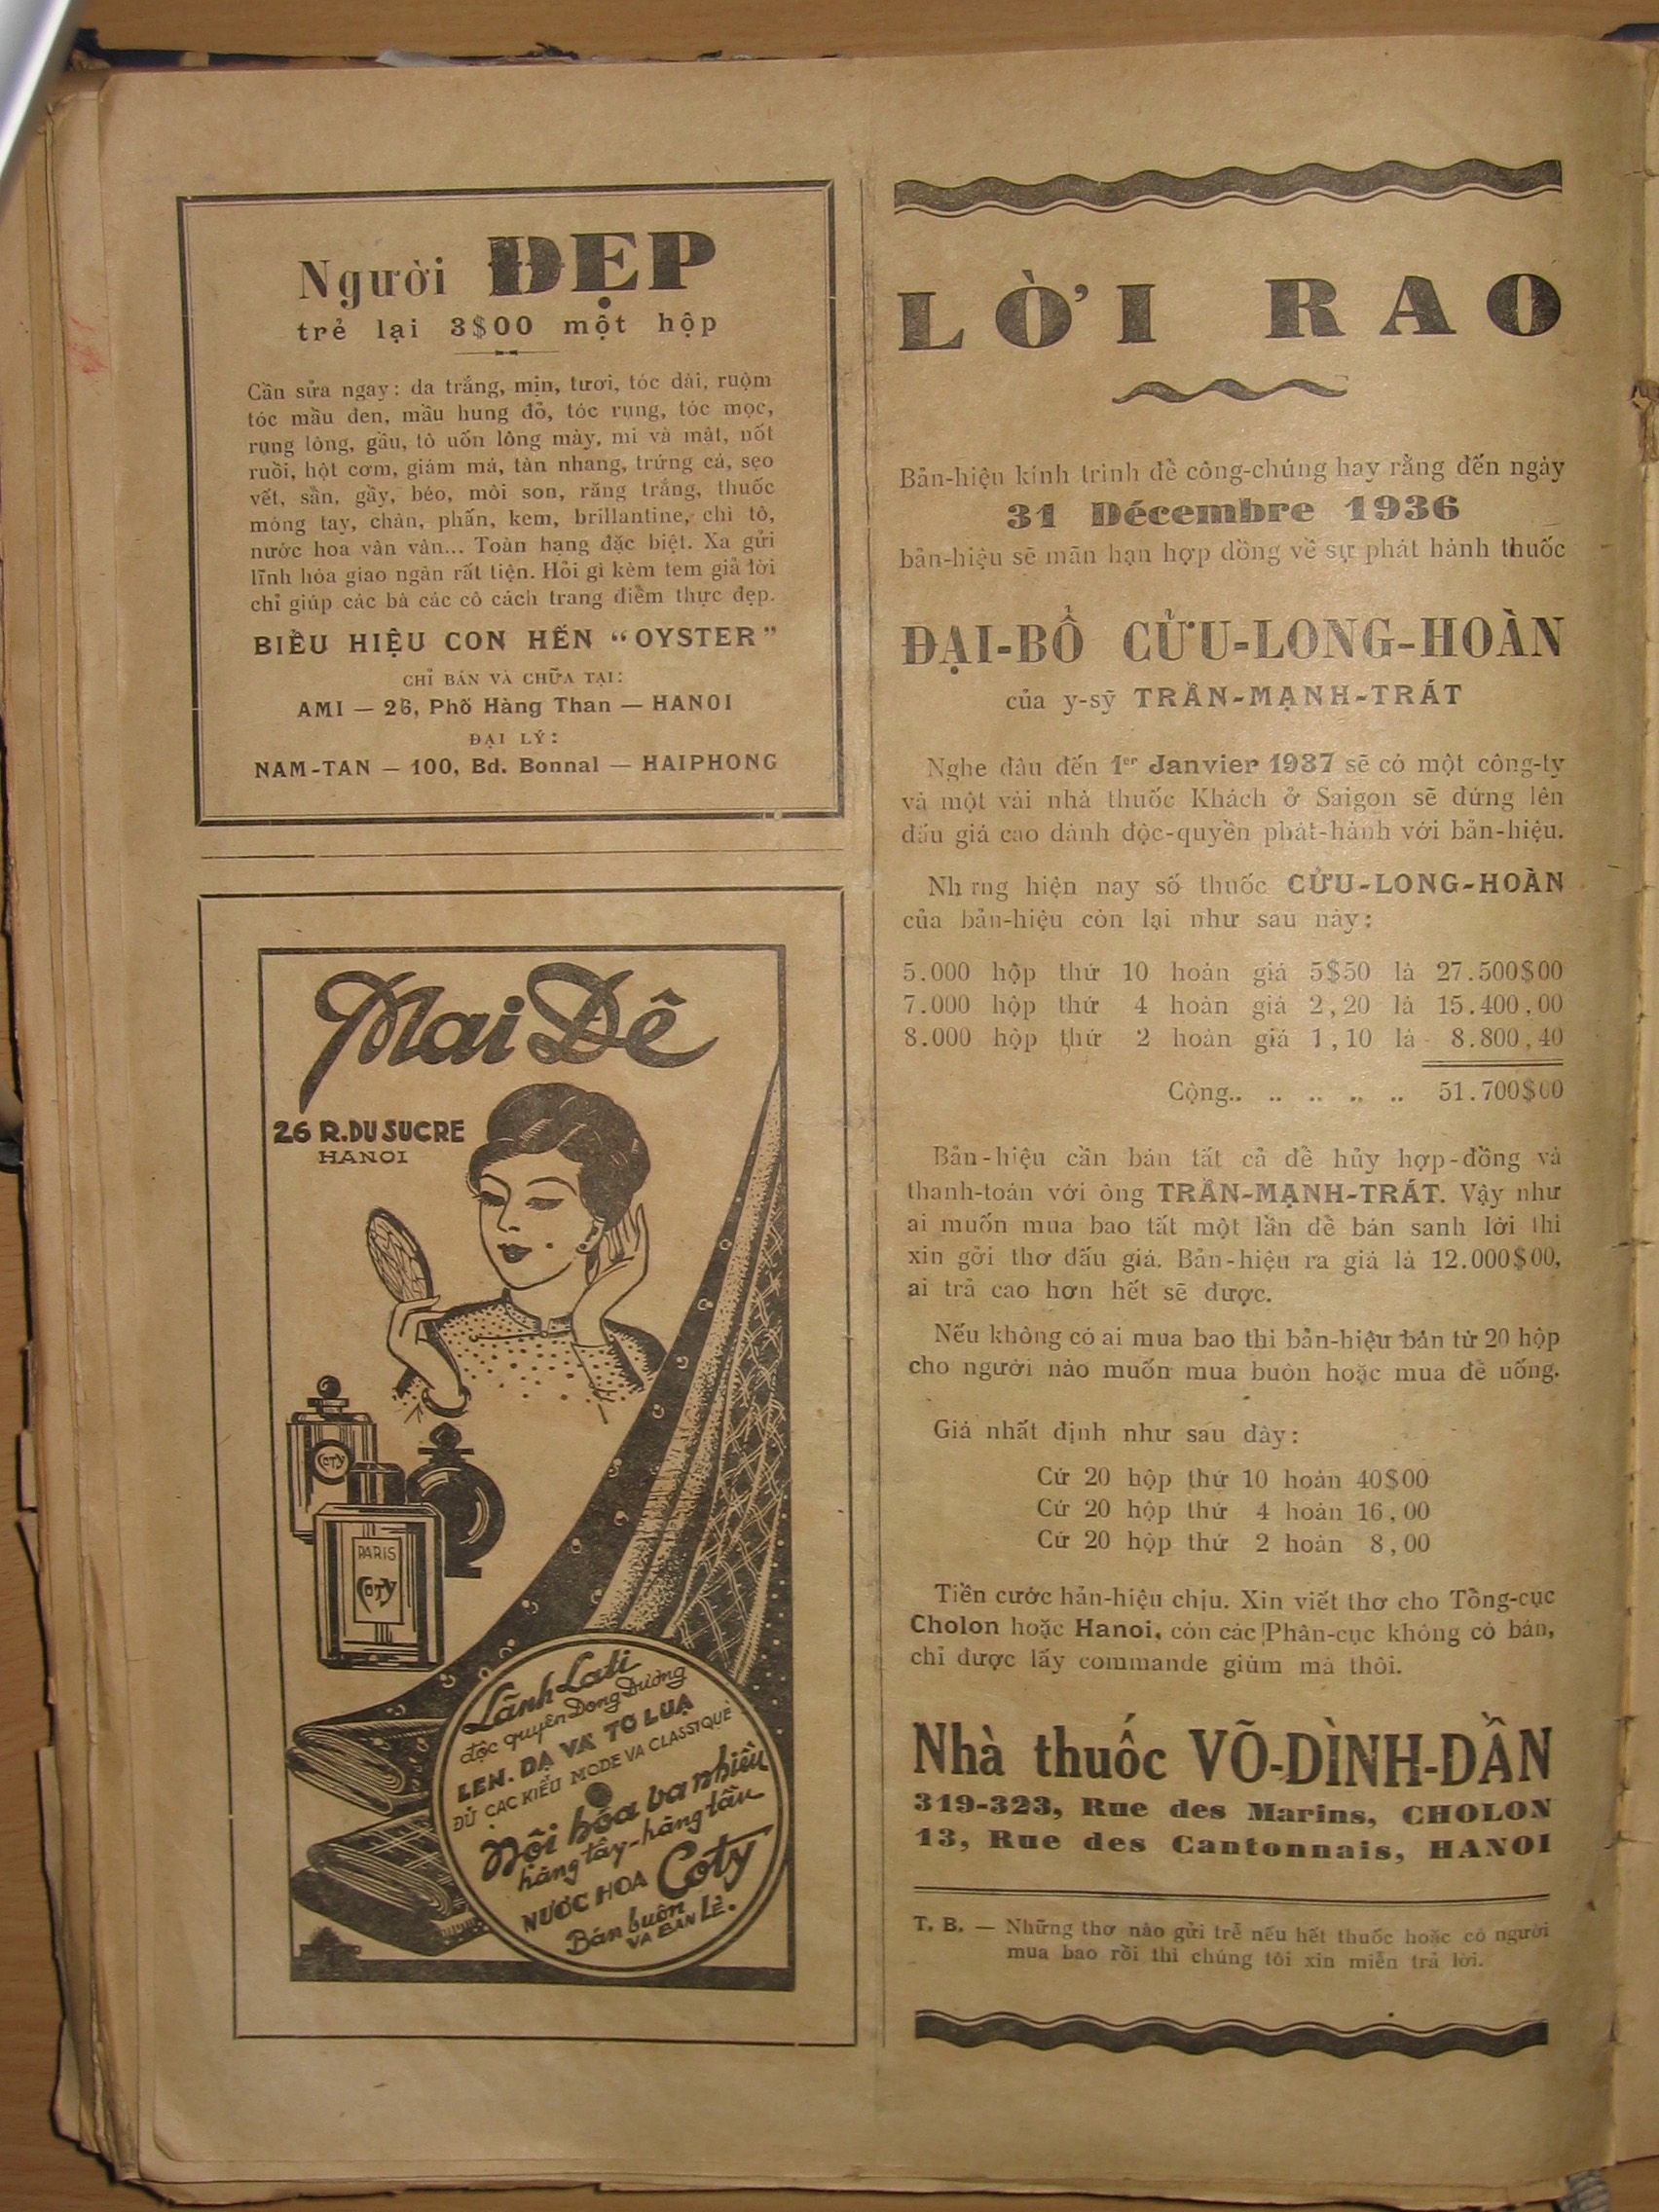 Người ĐẸP
trẻ lại 3$00 một hộp
Cần sửa ngay: da trắng, mịn, tươi, tóc dài, ruộm
tóc mầu đen, mầu hung đỏ, tóc rụng, tóc mọc,
rụng lông, gầu, tô uốn lông mày, mi và mắt, nốt
ruồi, hột cơm, giám má, tàn nhang, trứng cá, sẹo
vết, sần, gầy, béo, môi son, răng trắng, thuốc
móng tay, chân, phấn, kem, brillantine, chì tô,
nước hoa vân vân... Toàn hạng đặc biệt. Xa gửi
lĩnh hóa giao ngân rất tiện. Hỏi gì kèm tem giả lời
chỉ giúp các bà các cô cách trang điểm thực đẹp.
BIỂU HIỆU CON HẾN “OYSTER”
CHỈ BÁN VÀ CHỮA TẠI:
AMI — 26, Phố Hàng Than — HANOI
ĐẠI LÝ:
NAM-TAN — 100, Bd. Bonnal — HAIPHONG
Mai Đê
26 R. DU SUCRE
HANOI
COTY
PARIS
COTY
Lãnh Lati
độc quyền Đong Dương
LEN. DẠ VÀ TƠ LỤA
ĐỦ CÁC KIỂU MODE VA CLASSIQUE
Nội hóa ba nhiêu
hàng tây-hàng tầu
NƯỚC HOA Coty
Bán buôn
VA BÁN LẺ.
LỜI RAO
Bản-hiệu kính trình để công-chúng hay rằng đến ngày
31 Décembre 1936
bản-hiệu sẽ mãn hạn hợp đồng về sự phát hành thuốc
ĐẠI-BỔ CỬU-LONG-HOÀN
của y-sỹ TRẦN-MẠNH-TRÁT
Nghe đâu đến 1er Janvier 1937 sẽ có một công-ty
và một vài nhà thuốc Khách ở Saigon sẽ đứng lên
đấu giá cao dành độc-quyền phát-hành với bản-hiệu.
Nh rng hiện nay số thuốc CỬU-LONG-HOÀN
của bản-hiệu còn lại như sau này:
5.000 hộp thứ 10 hoàn giá 5$50 là 27.500$00
7.000 hộp thứ 4 hoàn giá 2,20 là 15.400,00
8.000 hộp thứ 2 hoàn giá 1,10 là 8.800,40
Cộng.. .. .. .. .. 51.700$00
Bản-hiệu cần bán tất cả để hủy hợp-đồng và
thanh-toán với ông TRẦN-MẠNH-TRÁT. Vậy như
ai muốn mua bao tất một lần để bán sanh lời thì
xin gởi thơ đấu giá. Bản-hiệu ra giá là 12.000$00,
ai trả cao hơn hết sẽ được.
Nếu không có ai mua bao thì bản-hiệu bán từ 20 hộp
cho người nào muốn mua buôn hoặc mua để uống.
Giá nhất định như sau đây:
Cứ 20 hộp thứ 10 hoàn 40$00
Cứ 20 hộp thứ 4 hoàn 16,00
Cứ 20 hộp thứ 2 hoàn 8,00
Tiền cước hản-hiệu chịu. Xin viết thơ cho Tổng-cục
Cholon hoặc Hanoi, còn các Phân-cục không có bán,
chỉ được lấy commande giùm mà thôi.
Nhà thuốc VÕ-ĐÌNH-DẦN
319-323, Rue des Marins, CHOLON
13, Rue des Cantonnais, HANOI
T. B. — Những thơ nào gửi trễ nếu hết thuốc hoặc có người
mua bao rồi thì chúng tôi xin miễn trả lời.